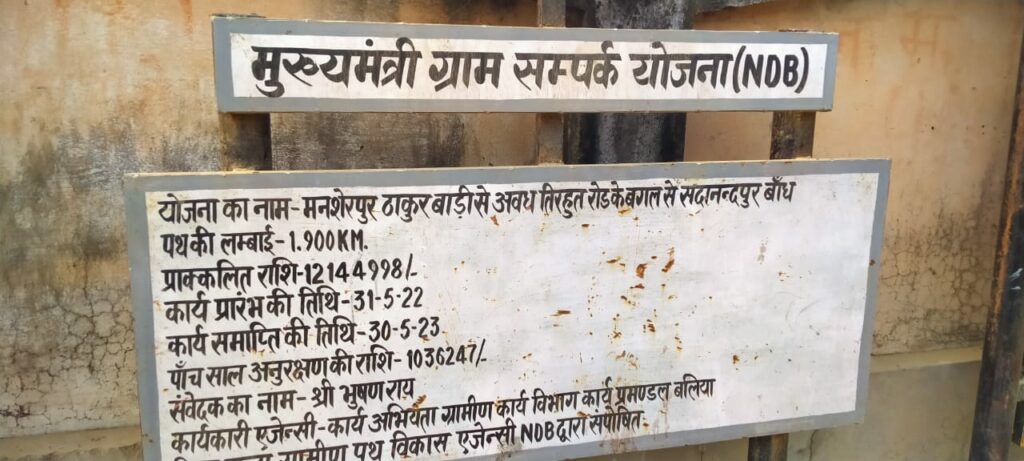 मुख्यमंत्री ग्राम सम्पर्क योजना(NDB)
योजना का नाम-मनशेरपुर ठाकुर बाड़ी से अवध तिरहुत रोड के बगल से सदानन्दपुर बाँध
पथ की लम्बाई-1.900KM.
प्राक्कलित राशि-12144998/-
कार्य प्रारंभ की तिथि-31-5-22
कार्य समाप्ति की तिथि-30-5-23
पाँच साल अनुरक्षण की राशि-1036247/-
संवेदक का नाम-श्री भुषण राय
कार्यकारी एजेन्सी-कार्य अभियंता ग्रामीण कार्य विभाग कार्य प्रमण्डल बलिया
ग्रामीण पथ विकास एजेन्सी NDB द्वारा संपोषित-